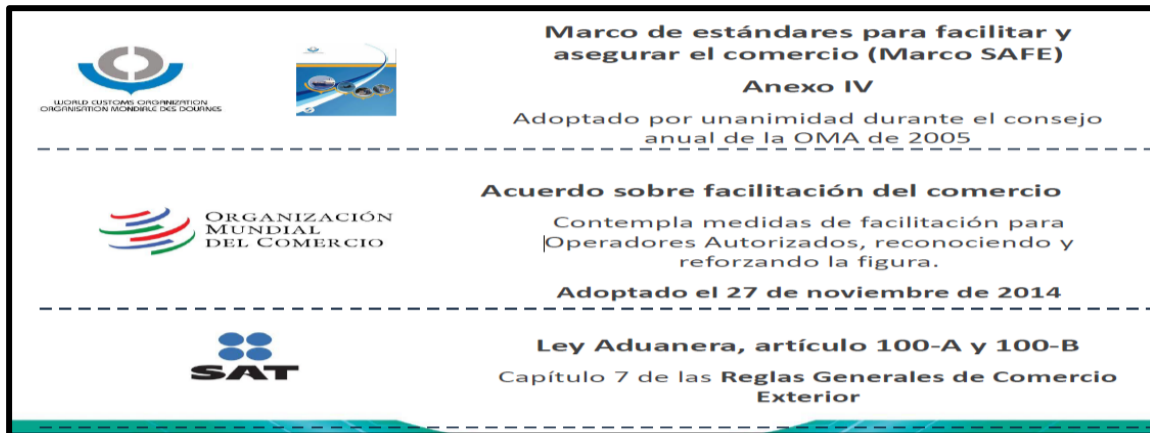 Marco de estándares para facilitar y
asegurar el comercio (Marco SAFE)
Anexo IV
Adoptado por unanimidad durante el consejo
anual de la OMA de 2005
WORLD CUSTOMS ORGANIZATION
ORGANISATION MONDIALE DES DOUANES
Acuerdo sobre facilitación del comercio
ORGANIZACIÓN
MUNDIAL
DEL COMERCIO
Contempla medidas de facilitación para
Operadores Autorizados, reconociendo y
reforzando la figura.
Adoptado el 27 de noviembre de 2014
SAT
Ley Aduanera, artículo 100-A y 100-B
Capítulo 7 de las Reglas Generales de Comercio
Exterior